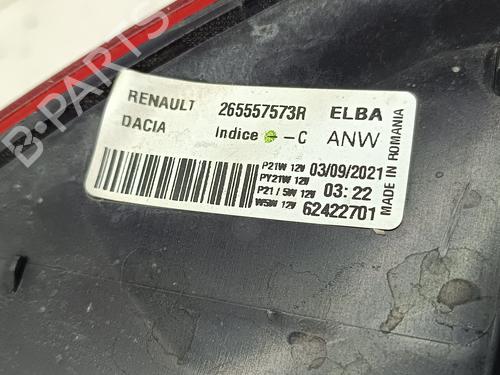 B-PARTS
RENAULT 265557573R ELBA
DACIA Indice -C ANW
P21W 12V 03/09/2021
PY21W 12V
P21/5W 12V 03:22
W5W 12V 62422701
MADE IN ROMANIA